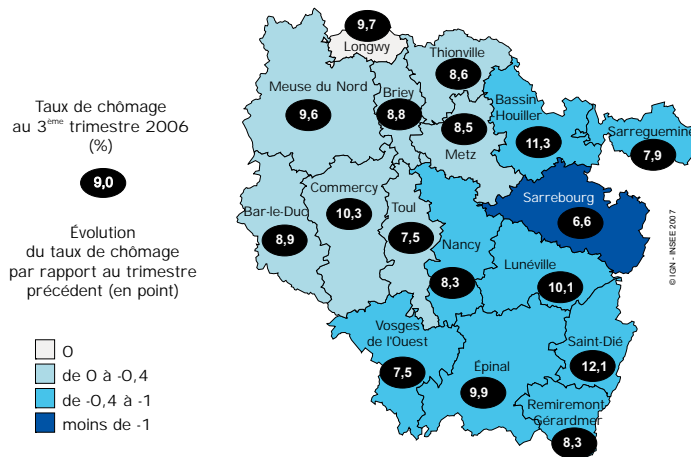 Taux de chômage
au 3ème trimestre 2006
(%)
9,0
Évolution
du taux de chômage
par rapport au trimestre
précédent (en point)
0
de 0 à -0,4
de -0,4 à -1
moins de -1
9,7
Longwy
Thionville
8,6
Meuse du Nord
9,6
Briey
8,8
8,5
Metz
Bassin
Houiller
11,3
Sarreguemines
7,9
Sarrebourg
6,6
Commercy
10,3
Bar-le-Duc
8,9
Toul
7,5
Nancy
8,3
Lunéville
10,1
Vosges
de l'Ouest
7,5
Épinal
9,9
Saint-Dié
12,1
Remiremont
Gérardmer
8,3
© IGN - INSEE 2007